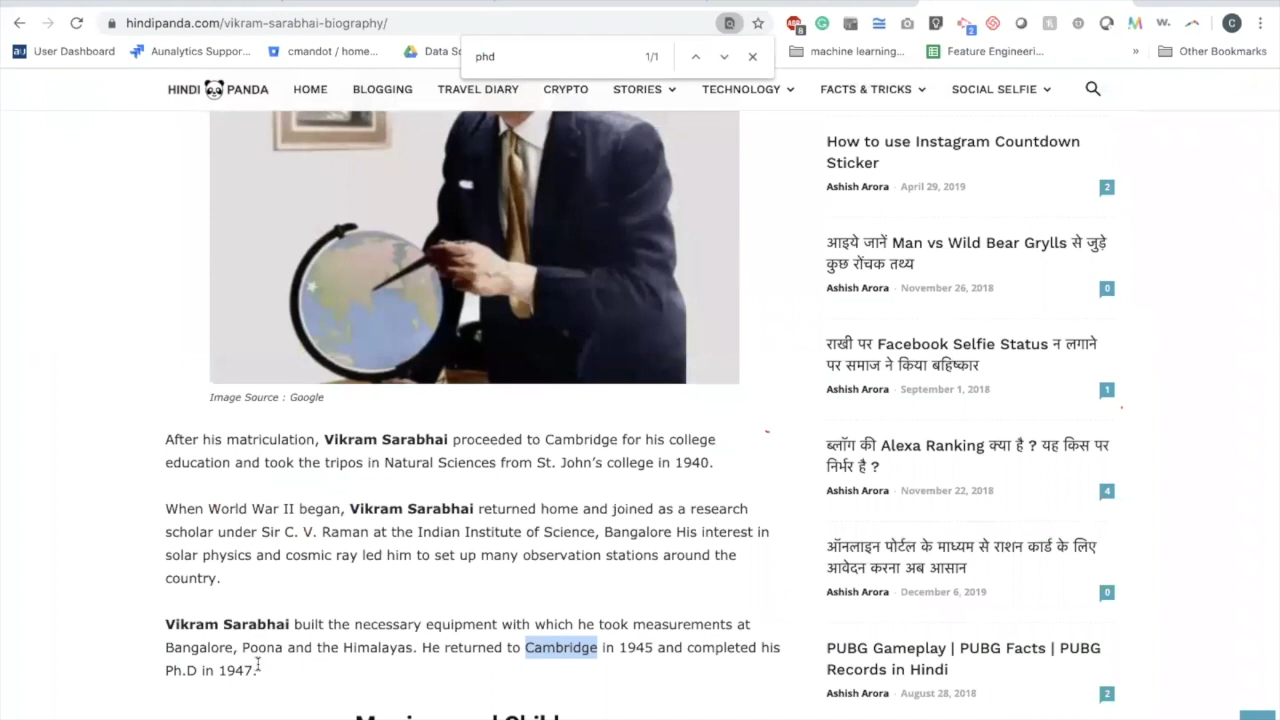 hindipanda.com/vikram-sarabhai-biography/
8
2
C
User Dashboard
Aunalytics Suppor...
cmandot / home...
Data Sc
machine learning...
Feature Engineeri...
»
Other Bookmarks
phd
1/1
HINDI PANDA
HOME
BLOGGING
TRAVEL DIARY
CRYPTO
STORIES
TECHNOLOGY
FACTS & TRICKS
SOCIAL SELFIE
Image Source : Google
After his matriculation, Vikram Sarabhai proceeded to Cambridge for his college
education and took the tripos in Natural Sciences from St. John's college in 1940.
When World War II began, Vikram Sarabhai returned home and joined as a research
scholar under Sir C. V. Raman at the Indian Institute of Science, Bangalore His interest in
solar physics and cosmic ray led him to set up many observation stations around the
country.
Vikram Sarabhai built the necessary equipment with which he took measurements at
Bangalore, Poona and the Himalayas. He returned to Cambridge in 1945 and completed his
Ph.D in 1947.
How to use Instagram Countdown
Sticker
Ashish Arora - April 29, 2019
2
आइये जानें Man vs Wild Bear Grylls से जुड़े
कुछ रोंचक तथ्य
Ashish Arora - November 26, 2018
0
राखी पर Facebook Selfie Status न लगाने
पर समाज ने किया बहिष्कार
Ashish Arora - September 1, 2018
1
ब्लॉग की Alexa Ranking क्या है ? यह किस पर
निर्भर है ?
Ashish Arora - November 22, 2018
4
ऑनलाइन पोर्टल के माध्यम से राशन कार्ड के लिए
आवेदन करना अब आसान
Ashish Arora - December 6, 2019
0
PUBG Gameplay | PUBG Facts | PUBG
Records in Hindi
Ashish Arora - August 28, 2018
2